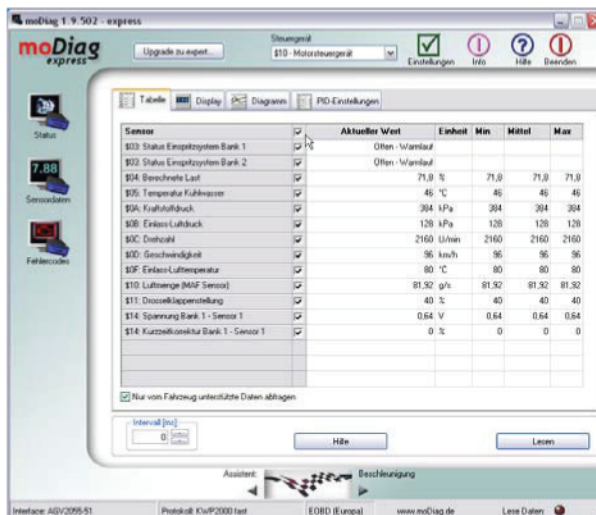 moDiag 1.9.502 - express
moDiag
express
Upgrade zu expert...
Steuergerät
$10 - Motorsteuergerät
Einstellungen
Info
Hilfe
Beenden
Tabelle Display Diagramm PID-Einstellungen
Status
7.88
Sensordaten
Fehlercodes
Sensor Aktueller Wert Einheit Min Mittel Max
$03: Status Einspritzsystem Bank 1 Offen - Warmlauf
$03: Status Einspritzsystem Bank 2 Offen - Warmlauf
$04: Berechnete Last 71,8 % 71,8 71,8 71,8
$05: Temperatur Kühlwasser 46 °C 46 46 46
$0A: Kraftstoffdruck 384 kPa 384 384 384
$0B: Einlass-Luftdruck 128 kPa 128 128 128
$0C: Drehzahl 2160 U/min 2160 2160 2160
$0D: Geschwindigkeit 96 km/h 96 96 96
$0F: Einlass-Lufttemperatur 80 °C 80 80 80
$10: Luftmenge (MAF Sensor) 81,92 g/s 81,92 81,92 81,92
$11: Drosselklappenstellung 40 % 40 40 40
$14: Spannung Bank 1 - Sensor 1 0,64 V 0,64 0,64 0,64
$14: Kurzzeitkorrektur Bank 1 - Sensor 1 0 % 0 0 0
Nur vom Fahrzeug unterstützte Daten abfragen
Intervall [ms]
0
Hilfe
Lesen
Assistent: Beschleunigung
Interface: AGV2055-51 Protokoll: KWP2000 fast EOBD (Europa) www.moDiag.de Lese Daten: